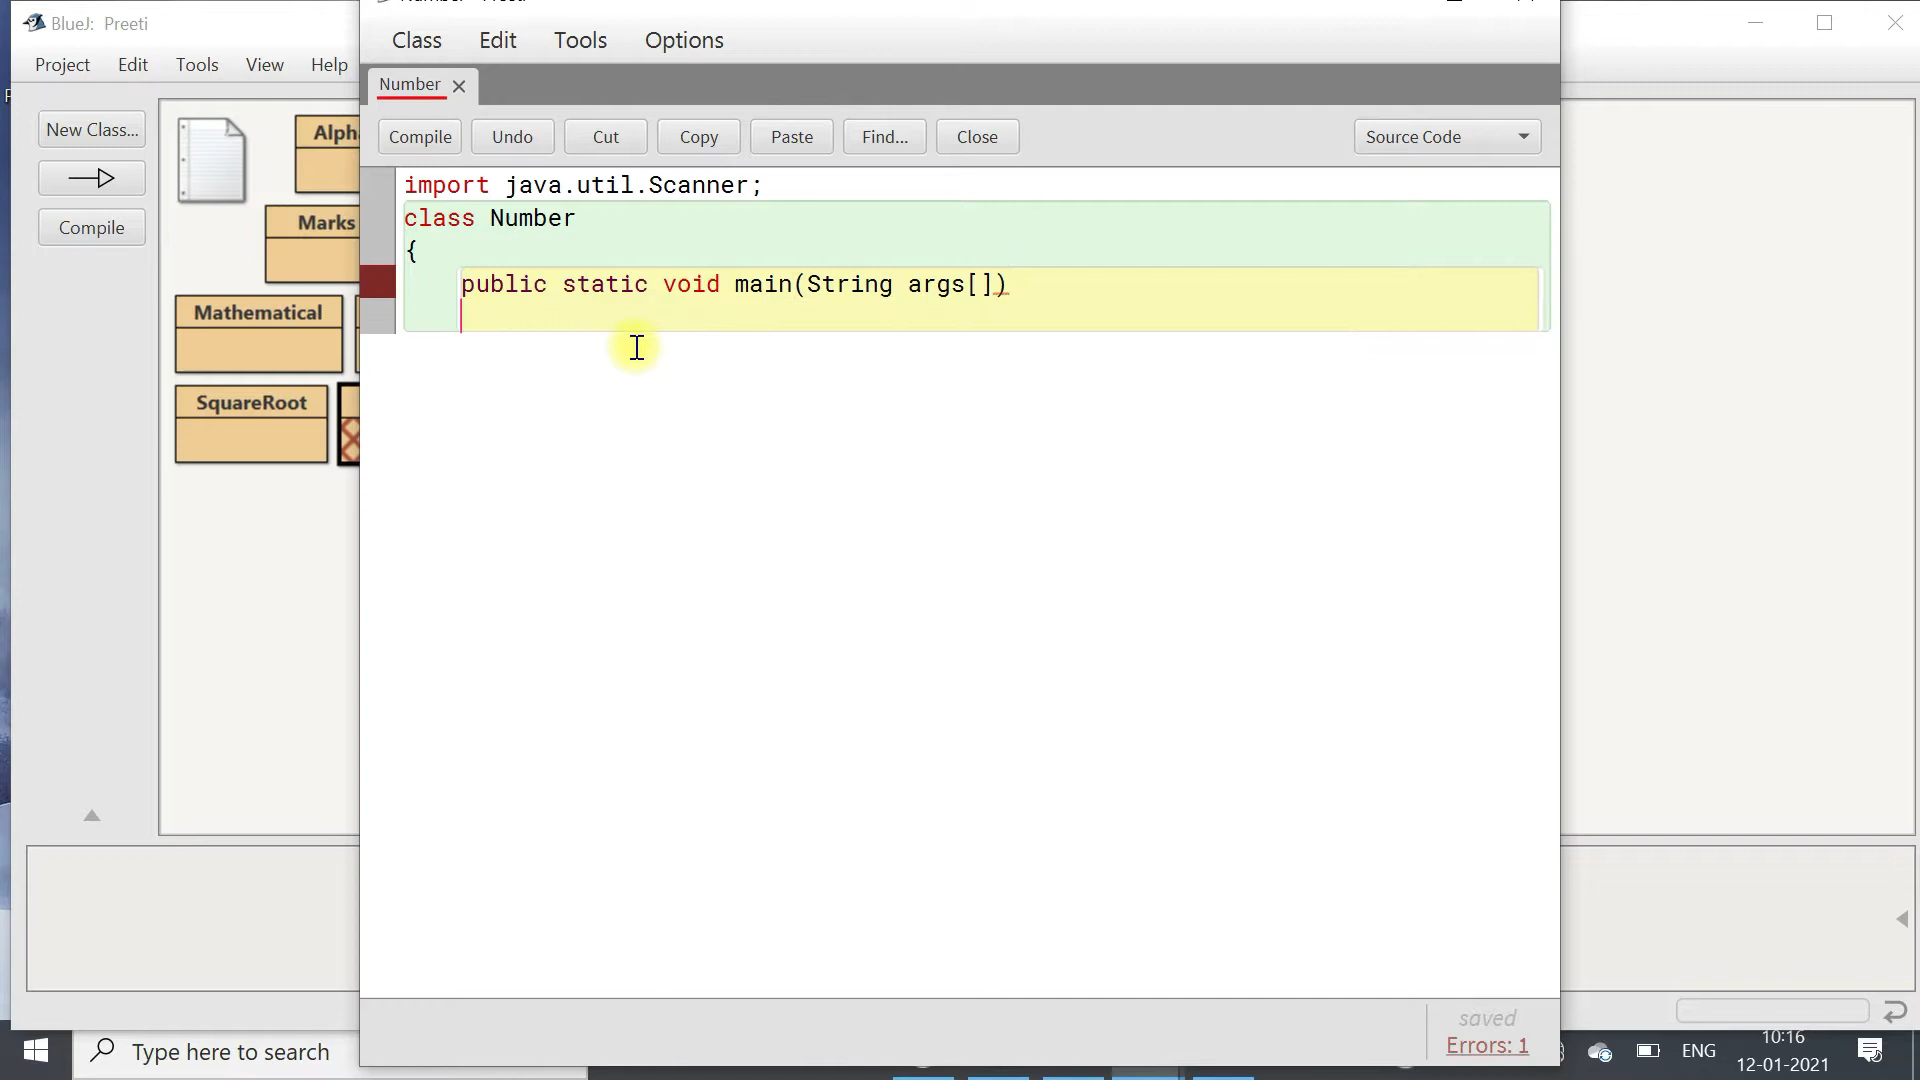 BlueJ: Preeti
Project Edit Tools View Help
New Class...
Compile
Alpha
Marks
Mathematical
SquareRoot
Class Edit Tools Options
Number
Compile Undo Cut Copy Paste Find... Close Source Code
import java.util.Scanner;
class Number
{
public static void main(String args[])
saved
Errors: 1
Type here to search
ENG
10:16
12-01-2021